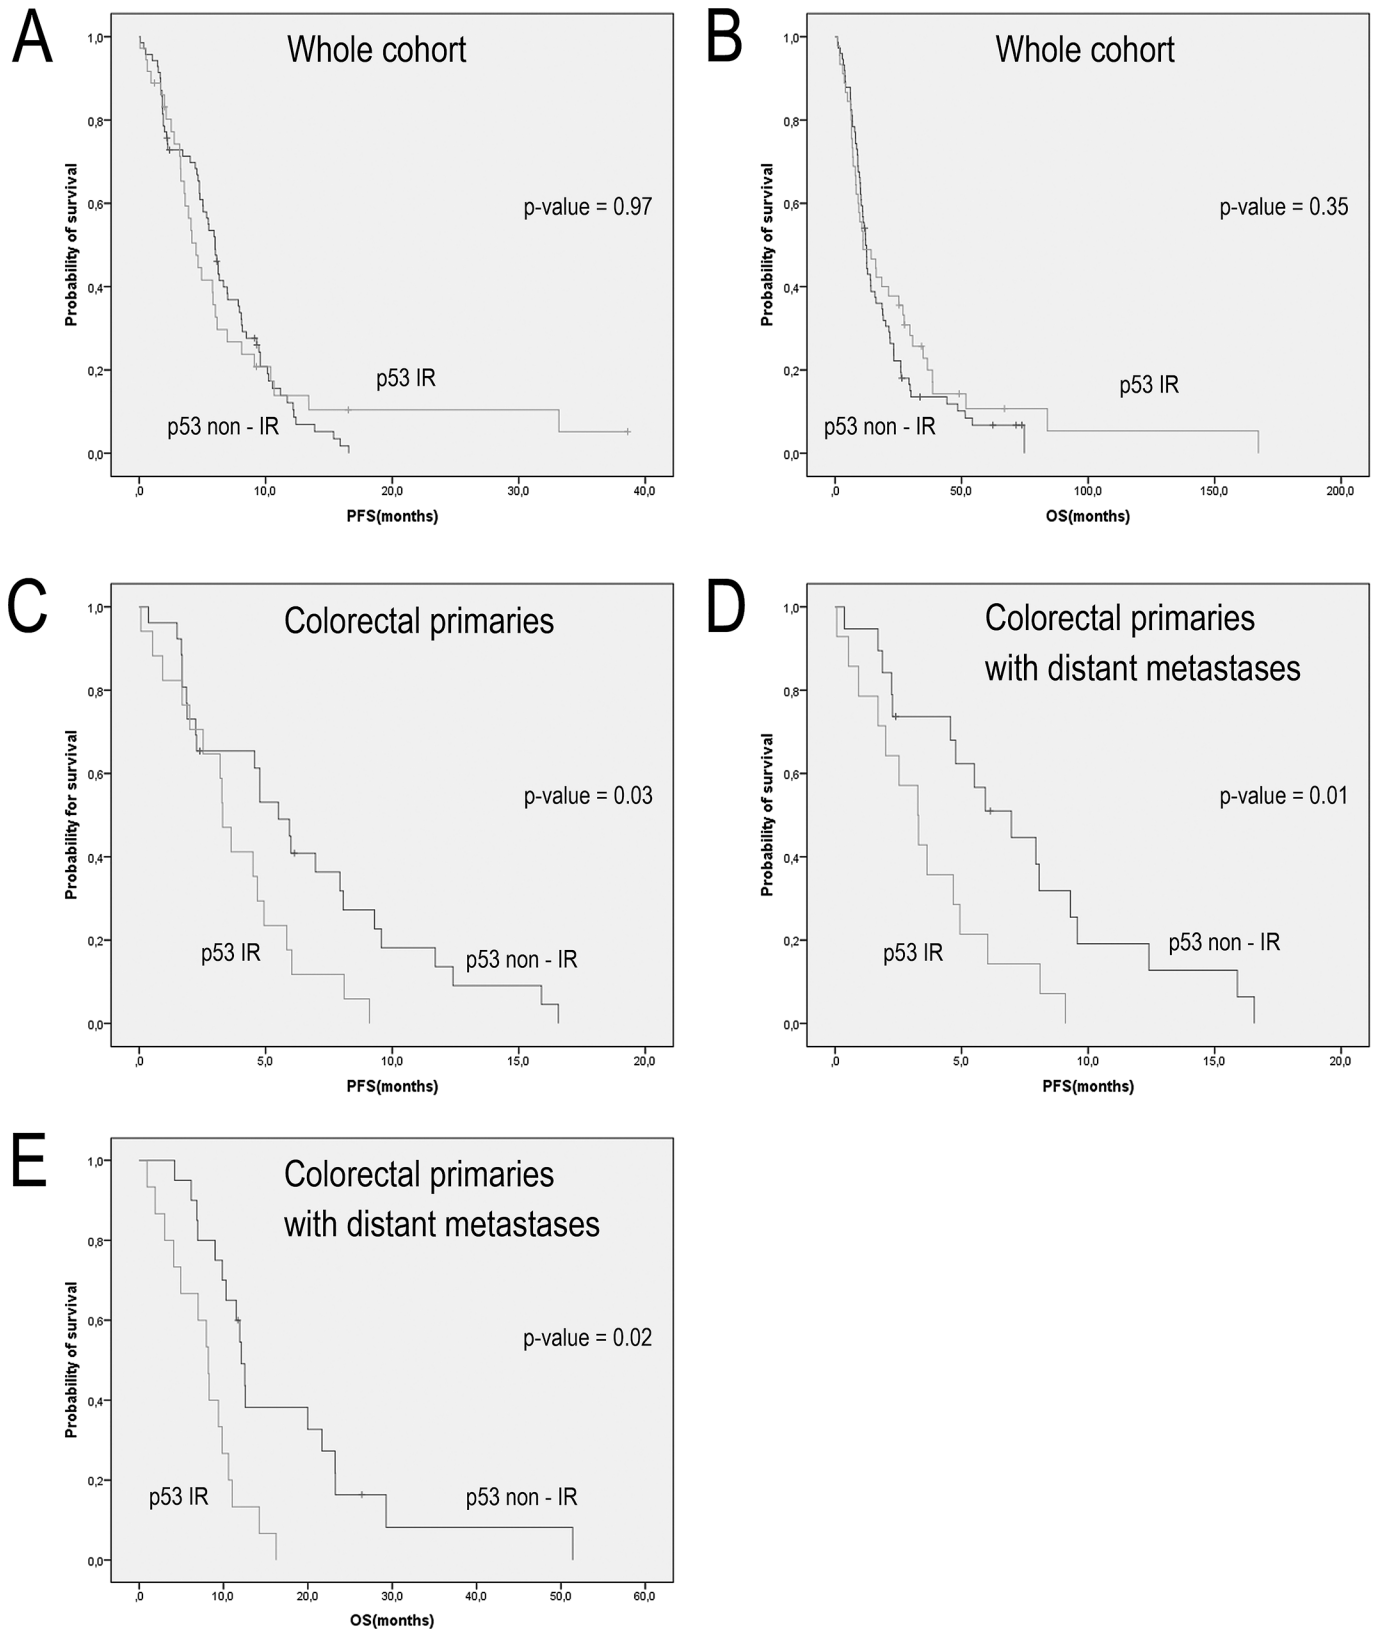 A
Whole cohort
1,0
0,8
0,6
0,4
0,2
0,0
Probability of survival
p-value = 0.97
p53 IR
p53 non - IR
,0 10,0 20,0 30,0 40,0
PFS(months)
B
Whole cohort
1,0
0,8
0,6
0,4
0,2
0,0
Probability of survival
p-value = 0.35
p53 IR
p53 non - IR
,0 50,0 100,0 150,0 200,0
OS(months)
C
Colorectal primaries
1,0
0,8
0,6
0,4
0,2
0,0
Probability for survival
p-value = 0.03
p53 IR
p53 non - IR
,0 5,0 10,0 15,0 20,0
PFS(months)
D
Colorectal primaries
with distant metastases
1,0
0,8
0,6
0,4
0,2
0,0
Probability of survival
p-value = 0.01
p53 IR
p53 non - IR
,0 5,0 10,0 15,0 20,0
PFS(months)
E
Colorectal primaries
with distant metastases
1,0
0,8
0,6
0,4
0,2
0,0
Probability of survival
p-value = 0.02
p53 IR
p53 non - IR
,0 10,0 20,0 30,0 40,0 50,0 60,0
OS(months)